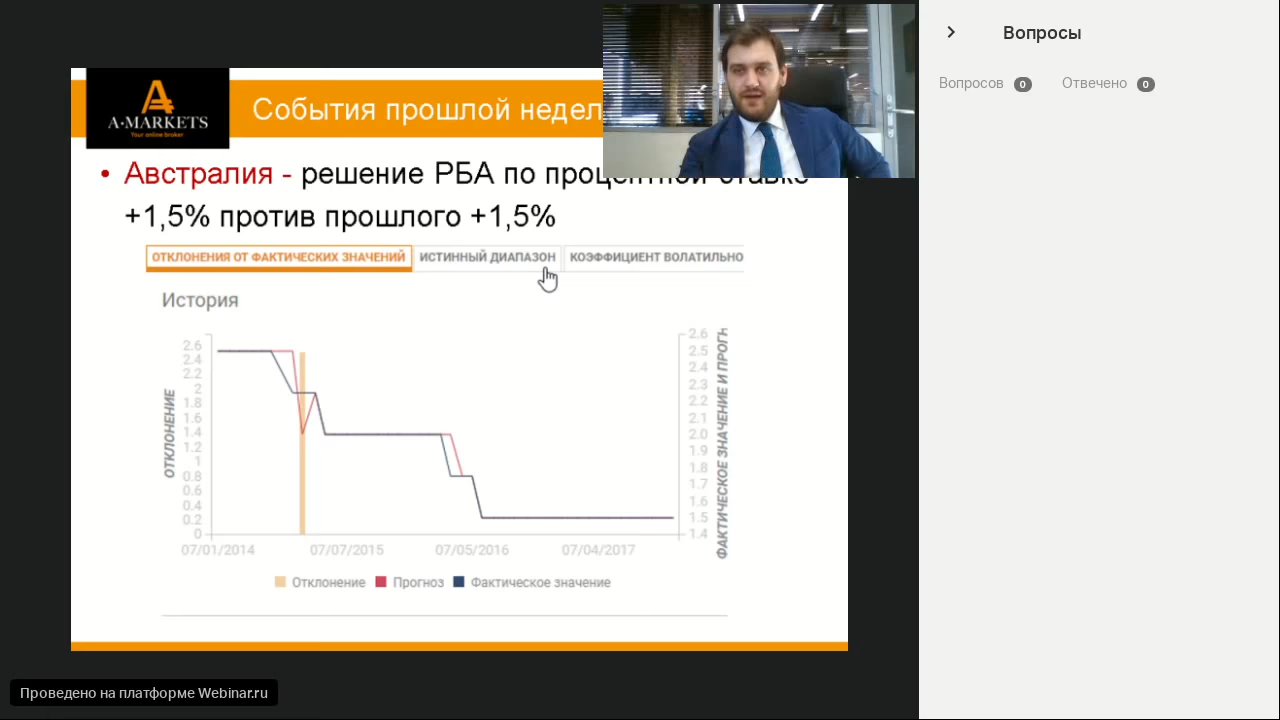 A-MARKETS
Your online broker
События прошлой недел
• Австралия - решение РБА по процентной ставке
+1,5% против прошлого +1,5%
ОТКЛОНЕНИЯ ОТ ФАКТИЧЕСКИХ ЗНАЧЕНИЙ
ИСТИННЫЙ ДИАПАЗОН
КОЭФФИЦИЕНТ ВОЛАТИЛЬНО
История
ОТКЛОНЕНИЕ
2.6
2.4
2.2
2
1.8
1.6
1.4
1.2
1
0.8
0.6
0.4
0.2
0
2.6
2.5
2.4
2.3
2.2
2.1
2.0
1.9
1.8
1.7
1.6
1.5
1.4
ФАКТИЧЕСКОЕ ЗНАЧЕНИЕ И ПРОГН
07/01/2014
07/07/2015
07/05/2016
07/04/2017
Отклонение
Прогноз
Фактическое значение
Проведено на платформе Webinar.ru
Вопросы
Вопросов 0
Отвечено 0